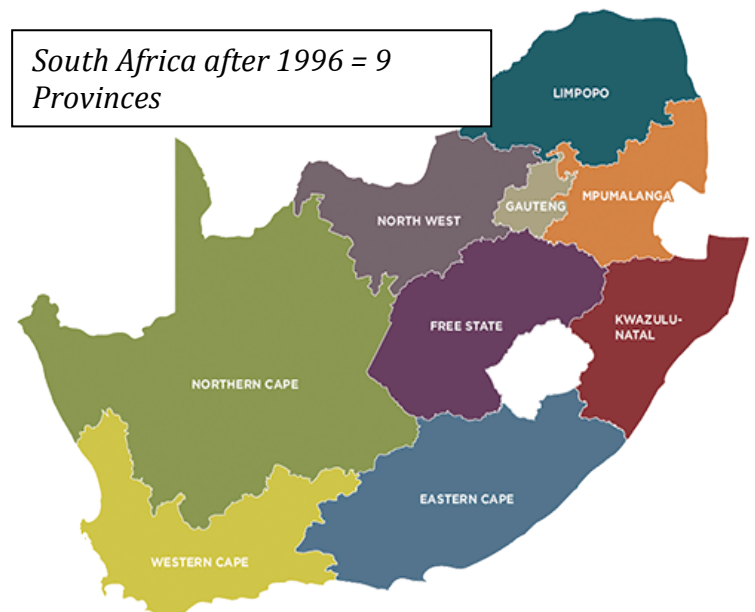 South Africa after 1996 = 9
Provinces
LIMPOPO
MPUMALANGA
GAUTENG
NORTH WEST
KWAZULU-
NATAL
FREE STATE
NORTHERN CAPE
EASTERN CAPE
WESTERN CAPE